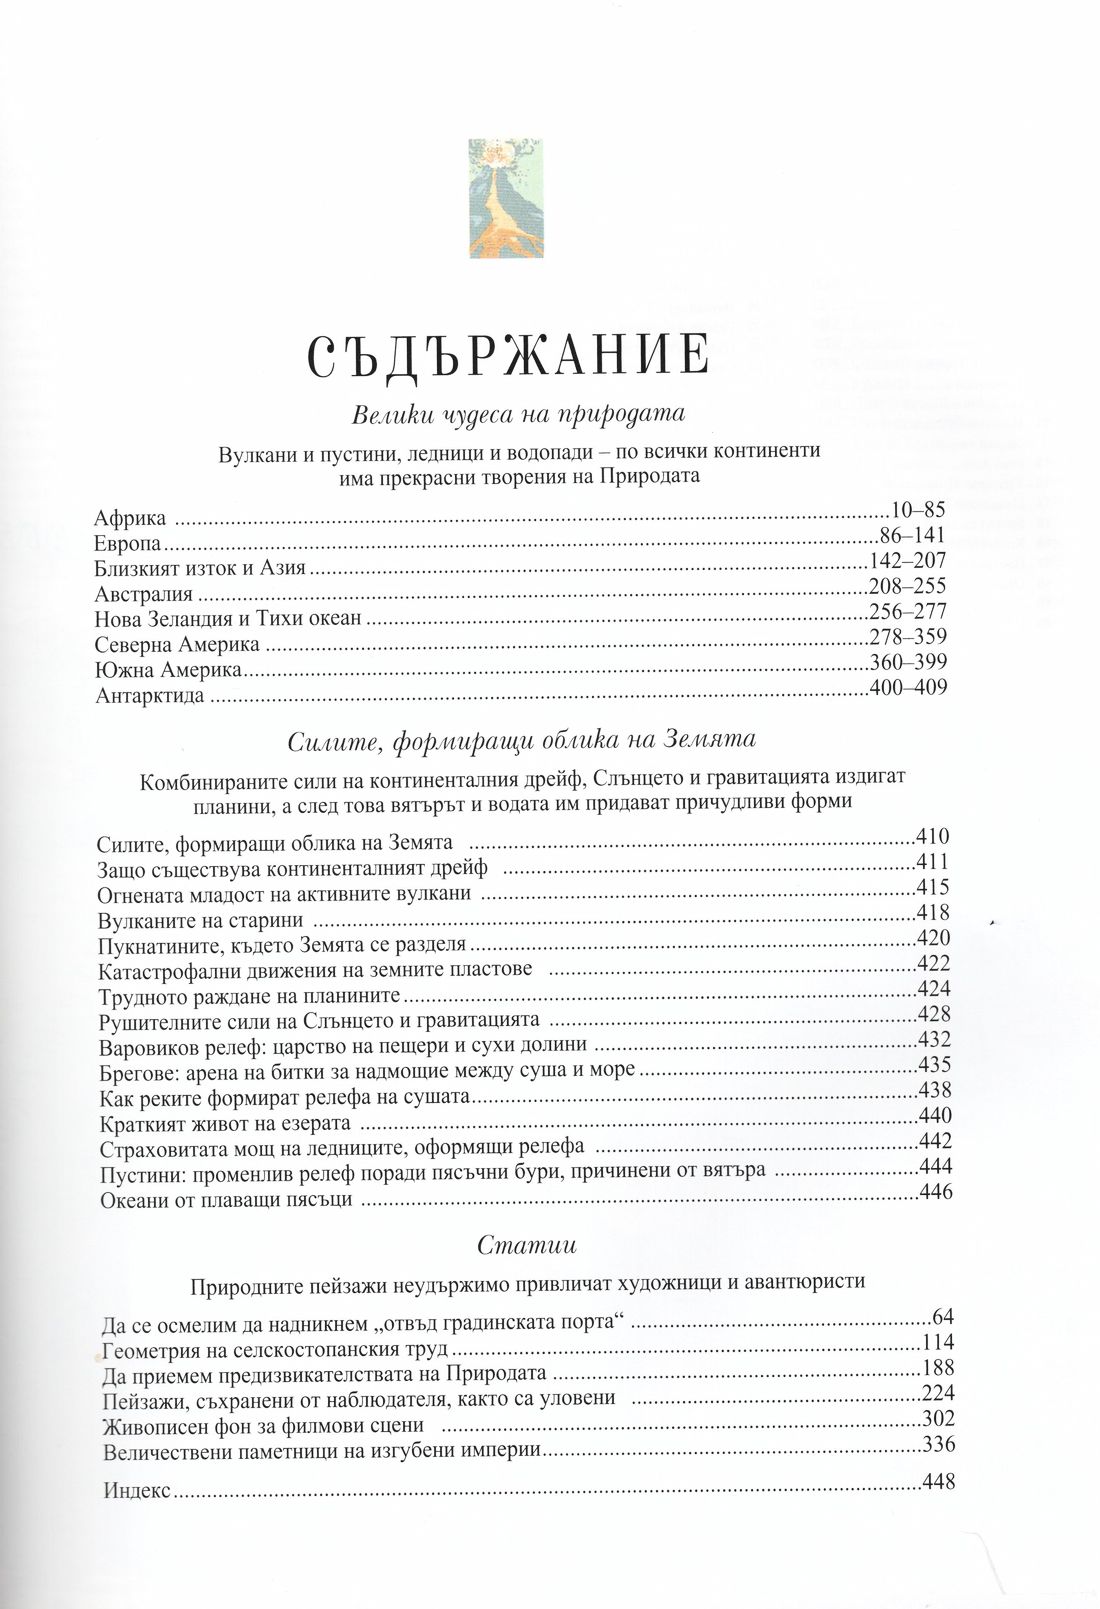 СЪДЪРЖАНИЕ
Велики чудеса на природата
Вулкани и пустини, ледници и водопади – по всички континенти
има прекрасни творения на Природата
Африка ........................................ 10–85
Европа ........................................ 86–141
Близкият изток и Азия ........................................ 142–207
Австралия ........................................ 208–255
Нова Зеландия и Тихи океан ........................................ 256–277
Северна Америка ........................................ 278–359
Южна Америка ........................................ 360–399
Антарктида ........................................ 400–409
Силите, формиращи облика на Земята
Комбинираните сили на континенталния дрейф, Слънцето и гравитацията издигат
планини, а след това вятърът и водата им придават причудливи форми
Силите, формиращи облика на Земята ........................................ 410
Защо съществува континенталният дрейф ........................................ 411
Огнената младост на активните вулкани ........................................ 415
Вулканите на старини ........................................ 418
Пукнатините, където Земята се разделя ........................................ 420
Катастрофални движения на земните пластове ........................................ 422
Трудното раждане на планините ........................................ 424
Рушителните сили на Слънцето и гравитацията ........................................ 428
Варовиков релеф: царство на пещери и сухи долини ........................................ 432
Брегове: арена на битки за надмощие между суша и море ........................................ 435
Как реките формират релефа на сушата ........................................ 438
Краткият живот на езерата ........................................ 440
Страховитата мощ на ледниците, оформящи релефа ........................................ 442
Пустини: променлив релеф поради пясъчни бури, причинени от вятъра ........................................ 444
Океани от плаващи пясъци ........................................ 446
Статии
Природните пейзажи неудържимо привличат художници и авантюристи
Да се осмелим да надникнем „отвъд градинската порта“ ........................................ 64
Геометрия на селскостопанския труд ........................................ 114
Да приемем предизвикателствата на Природата ........................................ 188
Пейзажи, съхранени от наблюдателя, както са уловени ........................................ 224
Живописен фон за филмови сцени ........................................ 302
Величествени паметници на изгубени империи ........................................ 336
Индекс ........................................ 448